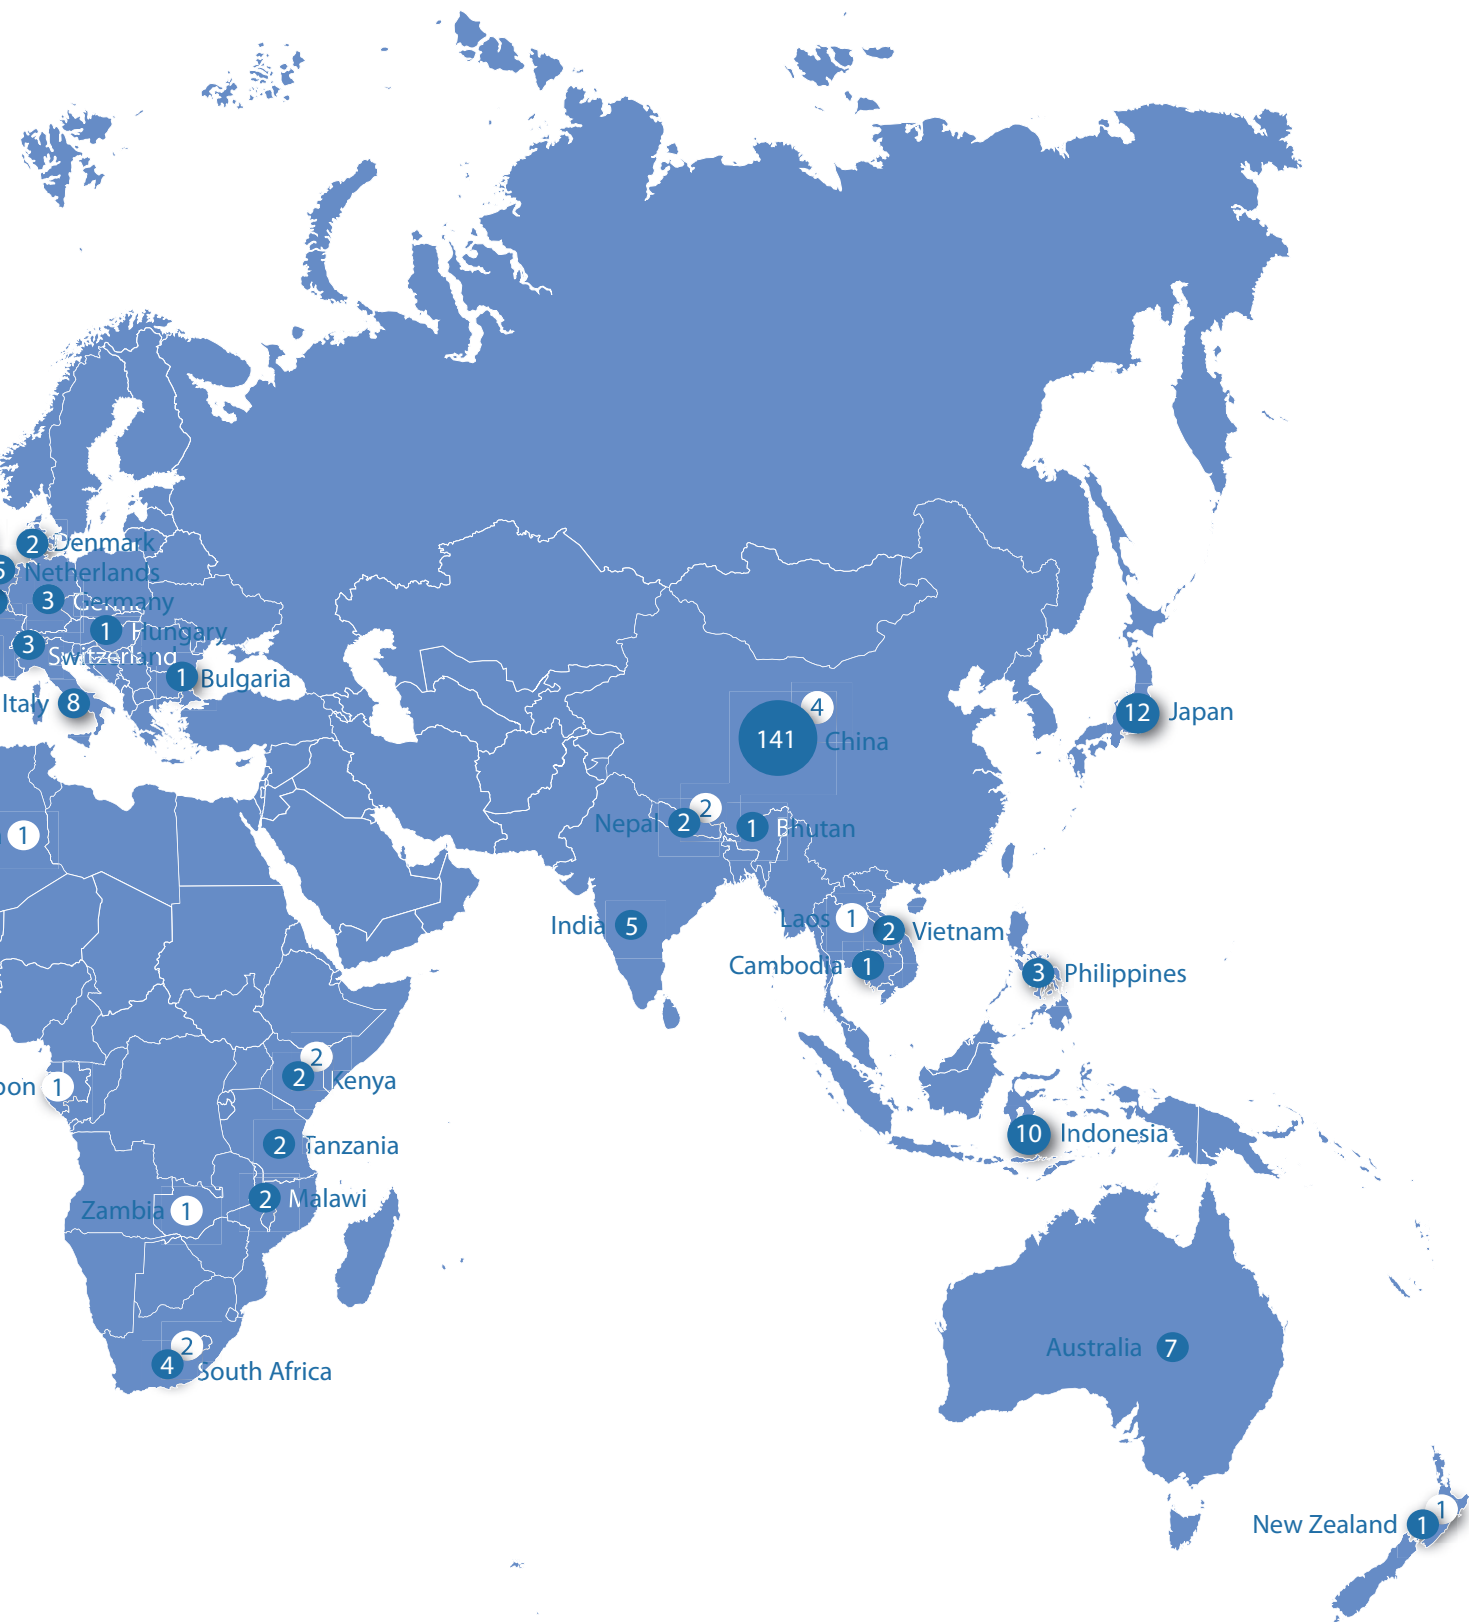 2 Denmark
5 Netherlands
3 Germany
1 Hungary
3 Switzerland
1 Bulgaria
Italy 8
4
141 China
12 Japan
2
Nepal 2
1 Bhutan
1
India 5
Laos 1
2 Vietnam
Cambodia 1
3 Philippines
2
2 Kenya
1
10 Indonesia
2 Tanzania
2 Malawi
Zambia 1
2
4 South Africa
Australia 7
1
New Zealand 1